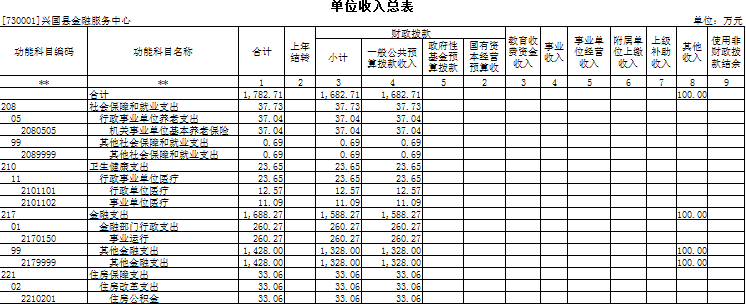 单位收入总表
[730001]兴国县金融服务中心 单位：万元
功能科目编码 功能科目名称 合计 上年结转 财政拨款 教育收费资金收入 事业收入 事业单位经营收入 附属单位上缴收入 上级补助收入 其他收入 使用非财政拨款结余
小计 一般公共预算拨款收入 政府性基金预算拨款 国有资本经营预算收
** ** 1 2 3 4 5 2 3 4 5 6 7 8 9
合计 1,782.71 1,682.71 1,682.71 100.00
208 社会保障和就业支出 37.73 37.73 37.73
05 行政事业单位养老支出 37.04 37.04 37.04
2080505 机关事业单位基本养老保险 37.04 37.04 37.04
99 其他社会保障和就业支出 0.69 0.69 0.69
2089999 其他社会保障和就业支出 0.69 0.69 0.69
210 卫生健康支出 23.65 23.65 23.65
11 行政事业单位医疗 23.65 23.65 23.65
2101101 行政单位医疗 12.57 12.57 12.57
2101102 事业单位医疗 11.09 11.09 11.09
217 金融支出 1,688.27 1,588.27 1,588.27 100.00
01 金融部门行政支出 260.27 260.27 260.27
2170150 事业运行 260.27 260.27 260.27
99 其他金融支出 1,428.00 1,328.00 1,328.00 100.00
2179999 其他金融支出 1,428.00 1,328.00 1,328.00 100.00
221 住房保障支出 33.06 33.06 33.06
02 住房改革支出 33.06 33.06 33.06
2210201 住房公积金 33.06 33.06 33.06